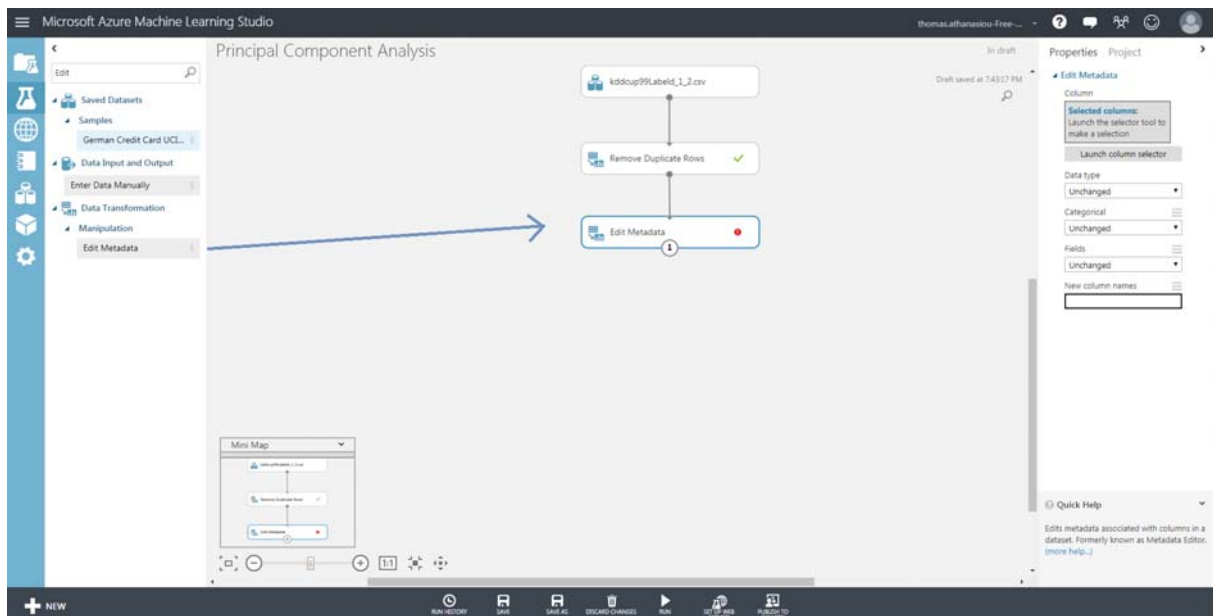 Microsoft Azure Machine Learning Studio
thomas.athanasiou-Free-...
Edit
Saved Datasets
Samples
German Credit Card UCI...
Data Input and Output
Enter Data Manually
Data Transformation
Manipulation
Edit Metadata
Principal Component Analysis
In draft
Draft saved at 7:43:17 PM
kddcup99Labeld_1_2.csv
Remove Duplicate Rows
Edit Metadata
1
Mini Map
Remove Duplicate Rows
Edit Metadata
1:1
Properties Project
Edit Metadata
Column
Selected columns:
Launch the selector tool to
make a selection
Launch column selector
Data type
Unchanged
Categorical
Unchanged
Fields
Unchanged
New column names
Quick Help
Edits metadata associated with columns in a
dataset. Formerly known as Metadata Editor.
(more help...)
NEW
RUN HISTORY
SAVE
SAVE AS
DISCARD CHANGES
RUN
SET UP WEB
PUBLISH TO